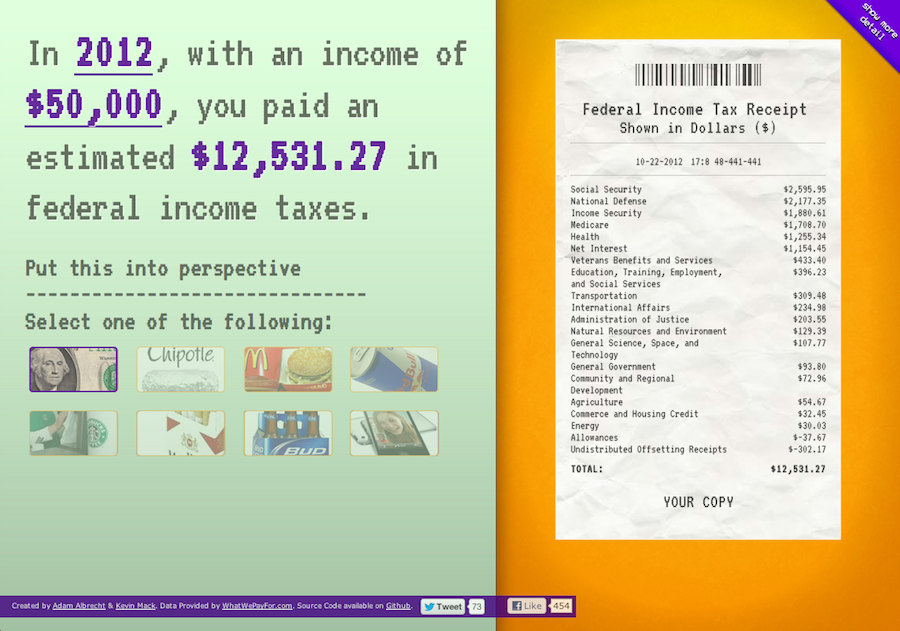 show more
detail
In 2012, with an income of
$50,000, you paid an
estimated $12,531.27 in
federal income taxes.
Put this into perspective
-------------------------------
Select one of the following:
Chipotle
BUD
Federal Income Tax Receipt
Shown in Dollars ($)
10-22-2012 17:8 48-441-441
Social Security $2,595.95
National Defense $2,177.35
Income Security $1,880.61
Medicare $1,708.70
Health $1,255.34
Net Interest $1,154.45
Veterans Benefits and Services $433.40
Education, Training, Employment, $396.23
and Social Services
Transportation $309.48
International Affairs $234.98
Administration of Justice $203.55
Natural Resources and Environment $129.39
General Science, Space, and $107.77
Technology
General Government $93.80
Community and Regional $72.96
Development
Agriculture $54.67
Commerce and Housing Credit $32.45
Energy $30.03
Allowances $-37.67
Undistributed Offsetting Receipts $-302.17
TOTAL: $12,531.27
YOUR COPY
Created by Adam Albrecht & Kevin Mack. Data Provided by WhatWePayFor.com. Source Code available on Github. Tweet 73 Like 454